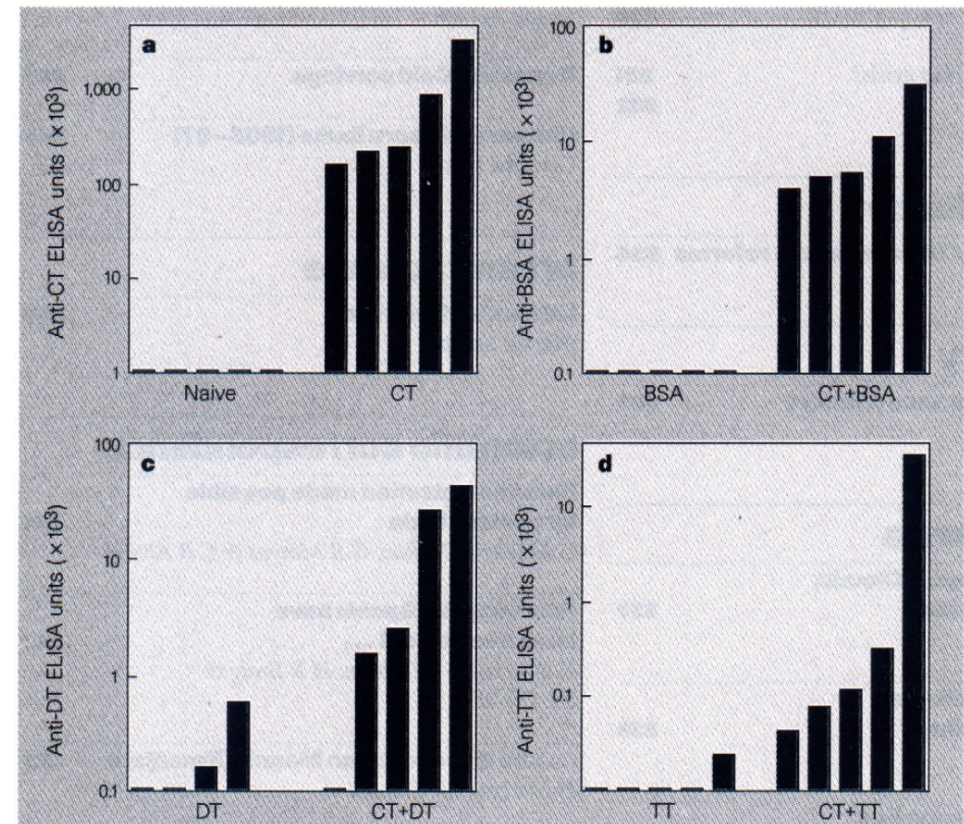 a
Anti-CT ELISA units (×10³)
1,000
100
10
1
Naive
CT
b
Anti-BSA ELISA units (×10³)
100
10
1
0.1
BSA
CT+BSA
c
Anti-DT ELISA units (×10³)
100
10
1
0.1
DT
CT+DT
d
Anti-TT ELISA units (×10³)
10
1
0.1
TT
CT+TT